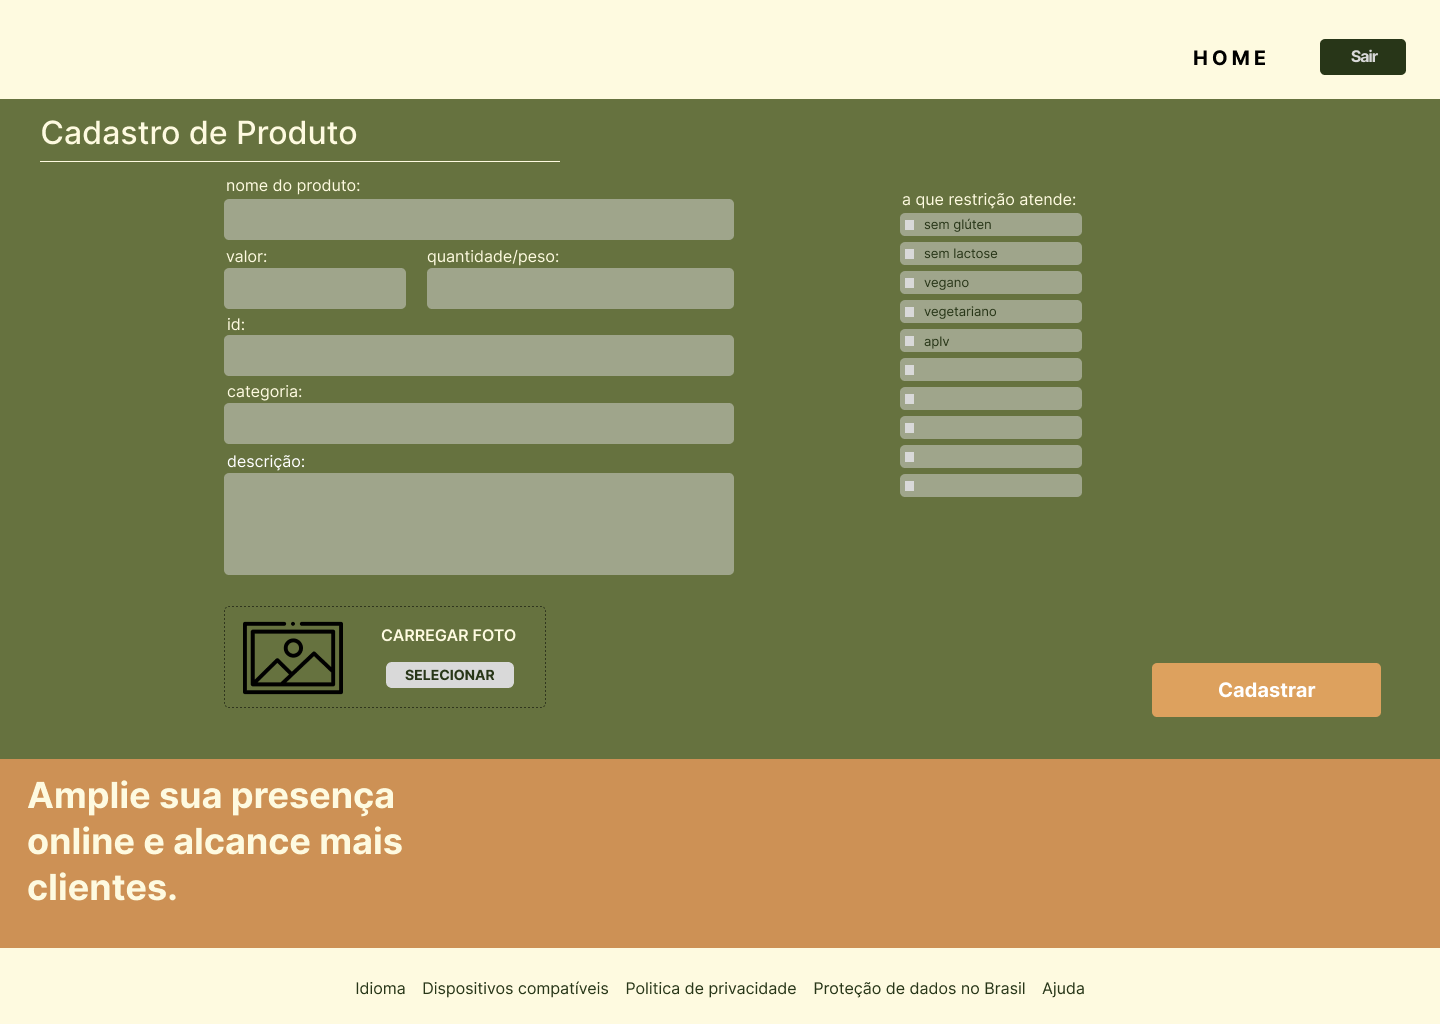 HOME
Sair
Cadastro de Produto
nome do produto:
valor:
quantidade/peso:
id:
categoria:
descrição:
a que restrição atende:
sem glúten
sem lactose
vegano
vegetariano
aplv
CARREGAR FOTO
SELECIONAR
Cadastrar
Amplie sua presença
online e alcance mais
clientes.
Idioma Dispositivos compatíveis Politica de privacidade Proteção de dados no Brasil Ajuda